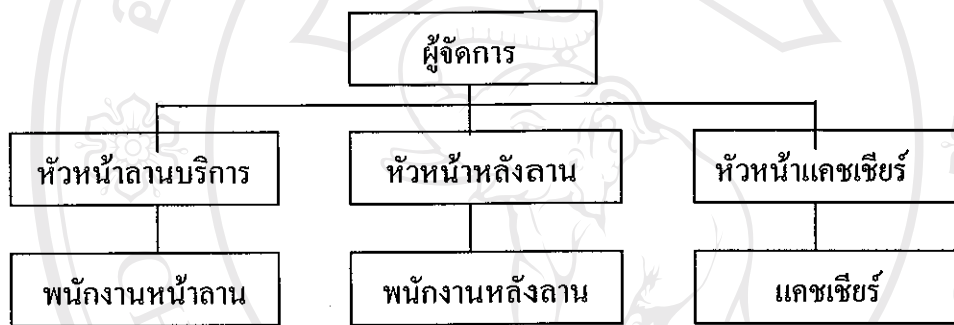 ผู้จัดการ
หัวหน้าลานบริการ
หัวหน้าหลังลาน
หัวหน้าแคชเชียร์
พนักงานหน้าลาน
พนักงานหลังลาน
แคชเชียร์